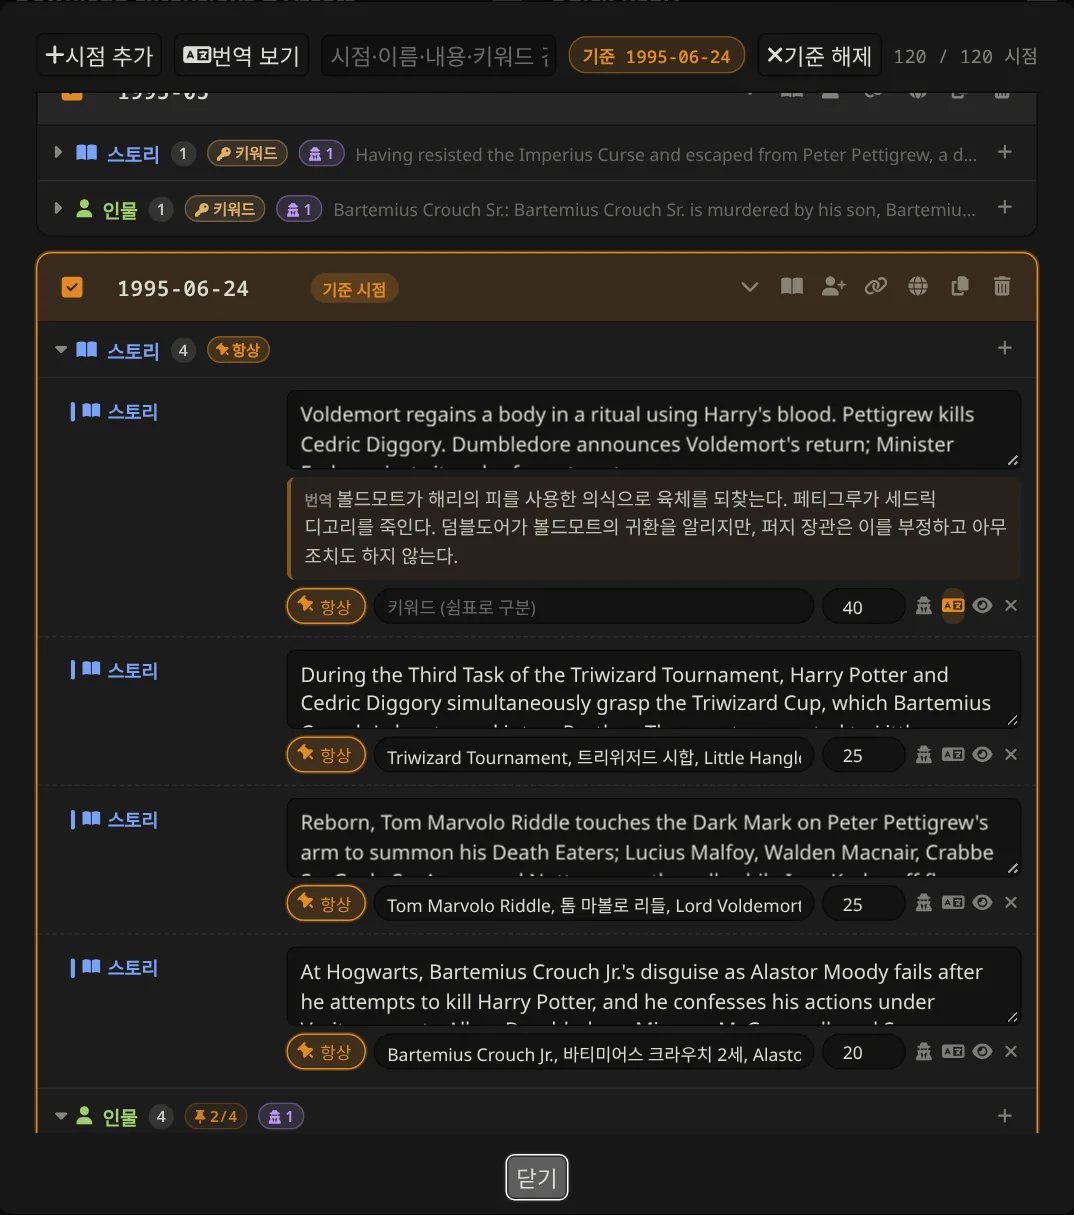 시점 추가
번역 보기
시점·이름·내용·키워드
기준 1995-06-24
기준 해제
120 / 120 시점
스토리 1 키워드 1 Having resisted the Imperius Curse and escaped from Peter Pettigrew, a d...
인물 1 키워드 1 Bartemius Crouch Sr.: Bartemius Crouch Sr. is murdered by his son, Bartemiu...
1995-06-24 기준 시점
스토리 4 항상
스토리
Voldemort regains a body in a ritual using Harry's blood. Pettigrew kills
Cedric Diggory. Dumbledore announces Voldemort's return; Minister
번역 볼드모트가 해리의 피를 사용한 의식으로 육체를 되찾는다. 페티그루가 세드릭
디고리를 죽인다. 덤블도어가 볼드모트의 귀환을 알리지만, 퍼지 장관은 이를 부정하고 아무
조치도 하지 않는다.
항상 키워드 (쉼표로 구분) 40
스토리
During the Third Task of the Triwizard Tournament, Harry Potter and
Cedric Diggory simultaneously grasp the Triwizard Cup, which Bartemius
항상 Triwizard Tournament, 트리위저드 시합, Little Hangl 25
스토리
Reborn, Tom Marvolo Riddle touches the Dark Mark on Peter Pettigrew's
arm to summon his Death Eaters; Lucius Malfoy, Walden Macnair, Crabbe
항상 Tom Marvolo Riddle, 톰 마볼로 리들, Lord Voldemort 25
스토리
At Hogwarts, Bartemius Crouch Jr.'s disguise as Alastor Moody fails after
he attempts to kill Harry Potter, and he confesses his actions under
항상 Bartemius Crouch Jr., 바티미어스 크라우치 2세, Alasto 20
인물 4 2/4 1
닫기